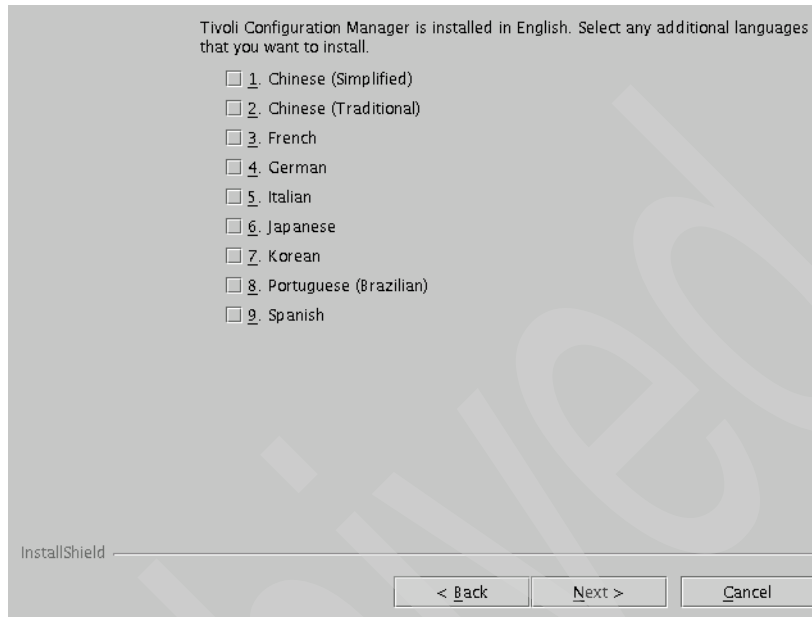 Tivoli Configuration Manager is installed in English. Select any additional languages
that you want to install.
1. Chinese (Simplified)
2. Chinese (Traditional)
3. French
4. German
5. Italian
6. Japanese
7. Korean
8. Portuguese (Brazilian)
9. Spanish
InstallShield
< Back
Next >
Cancel